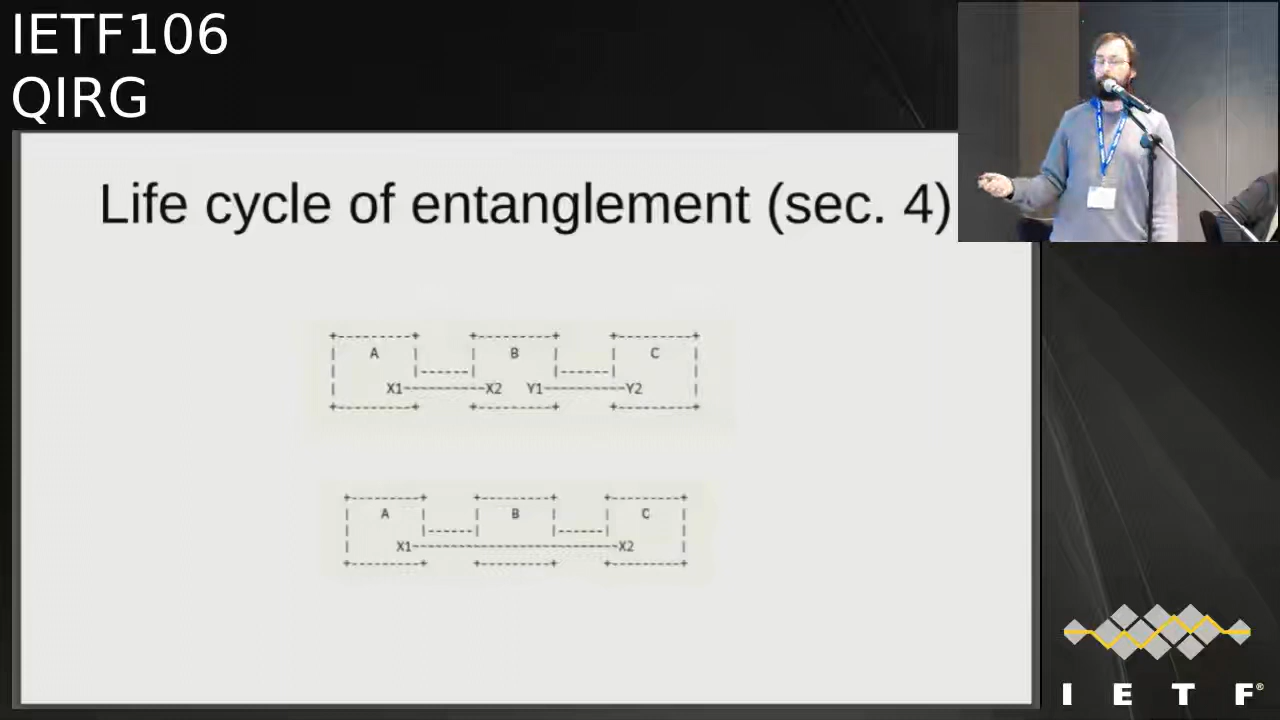 IETF106
QIRG
Life cycle of entanglement (sec. 4)
A B C
X1 X2 Y1 Y2
A B C
X1 X2
I E T F®